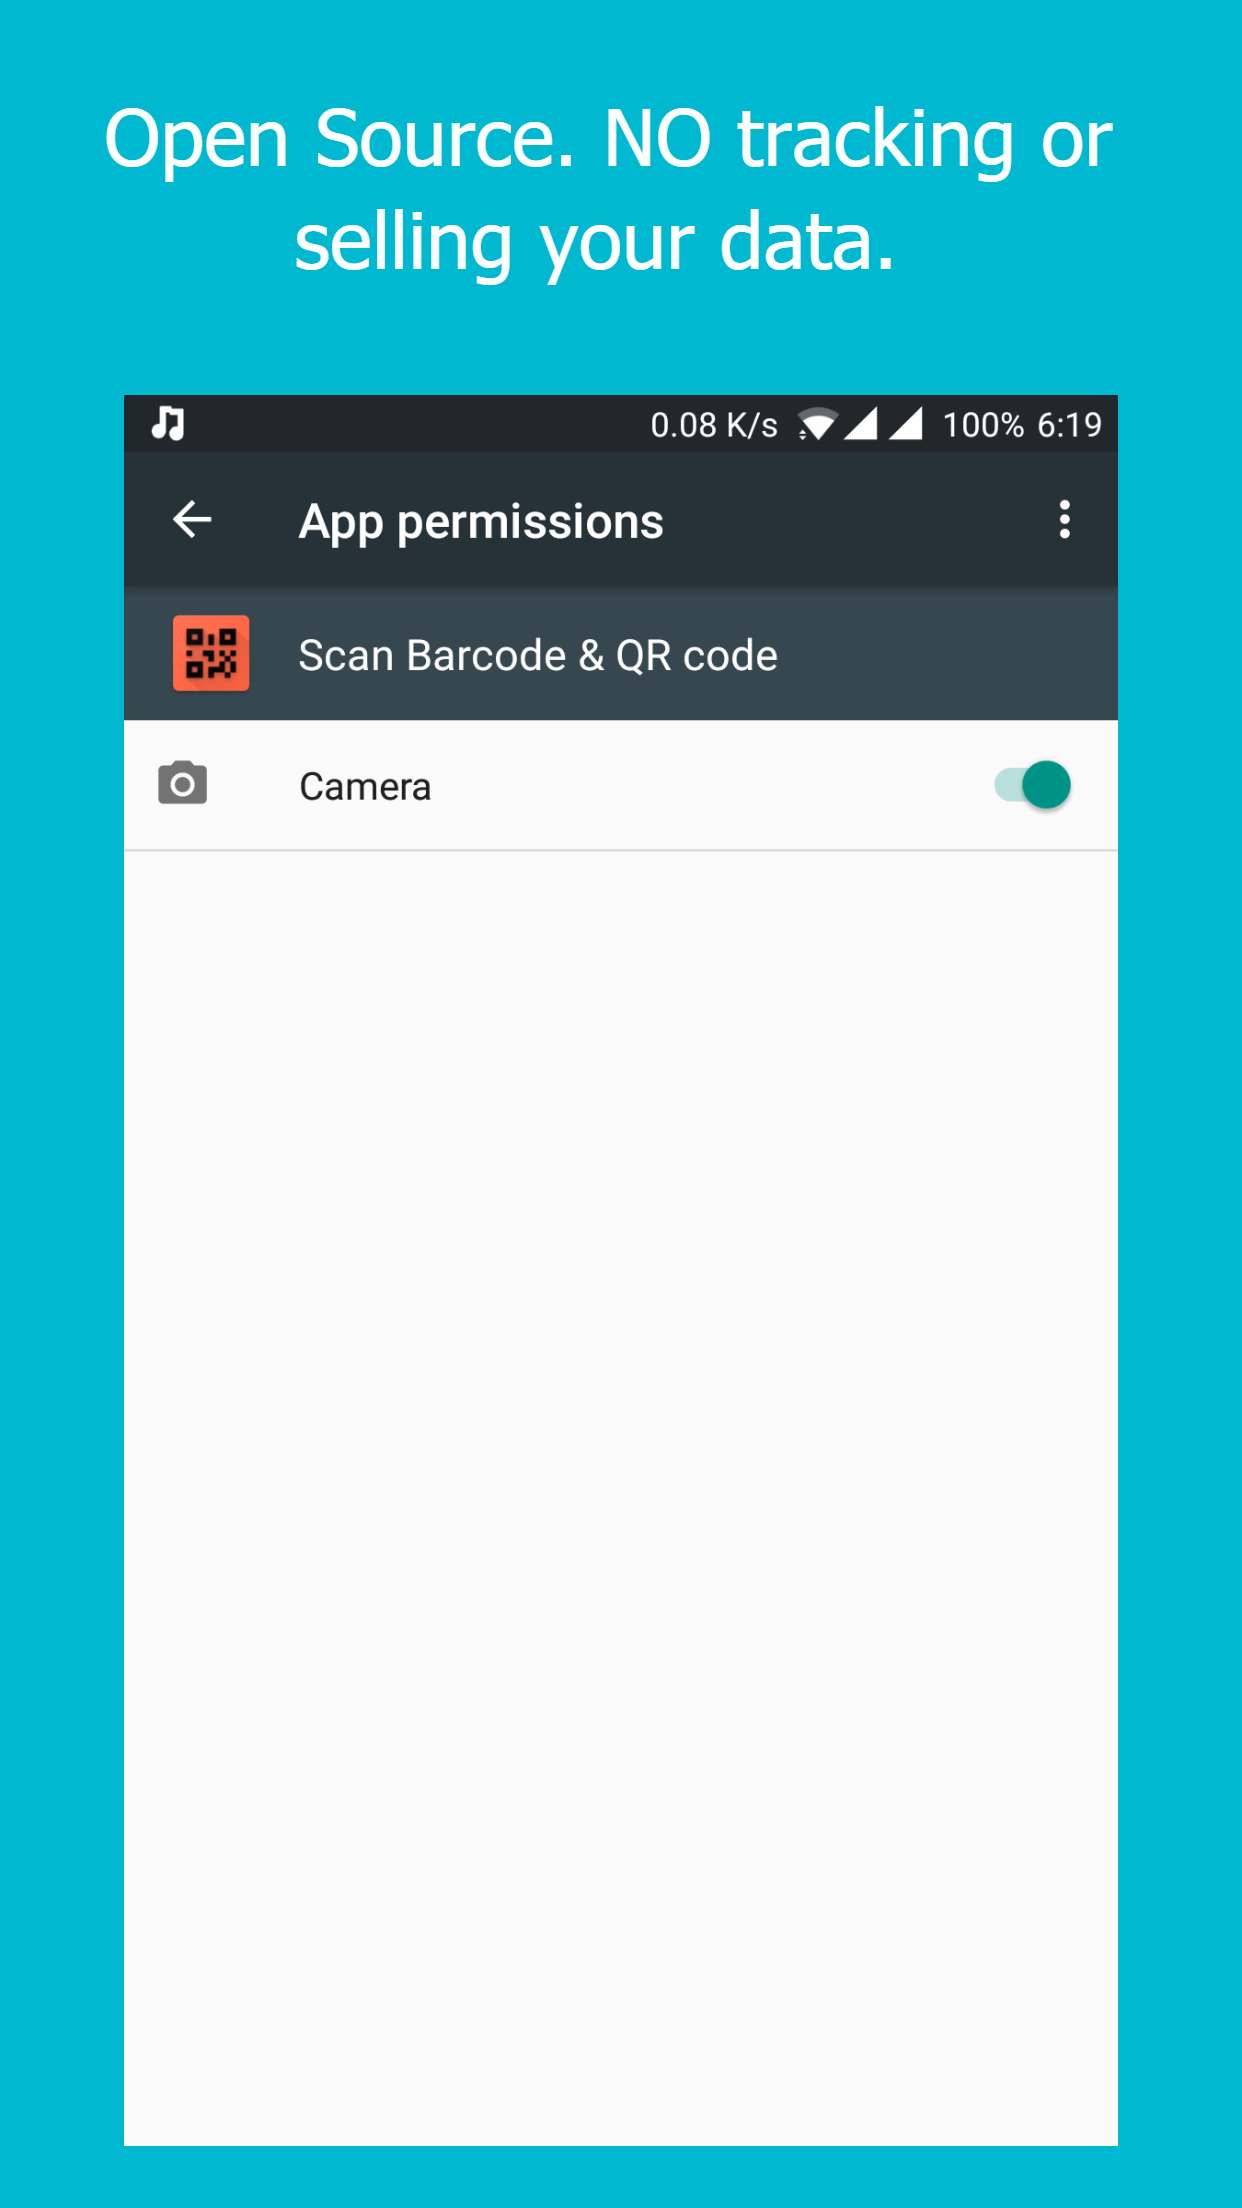 Open Source. NO tracking or
selling your data.
0.08 K/s 100% 6:19
App permissions
Scan Barcode & QR code
Camera